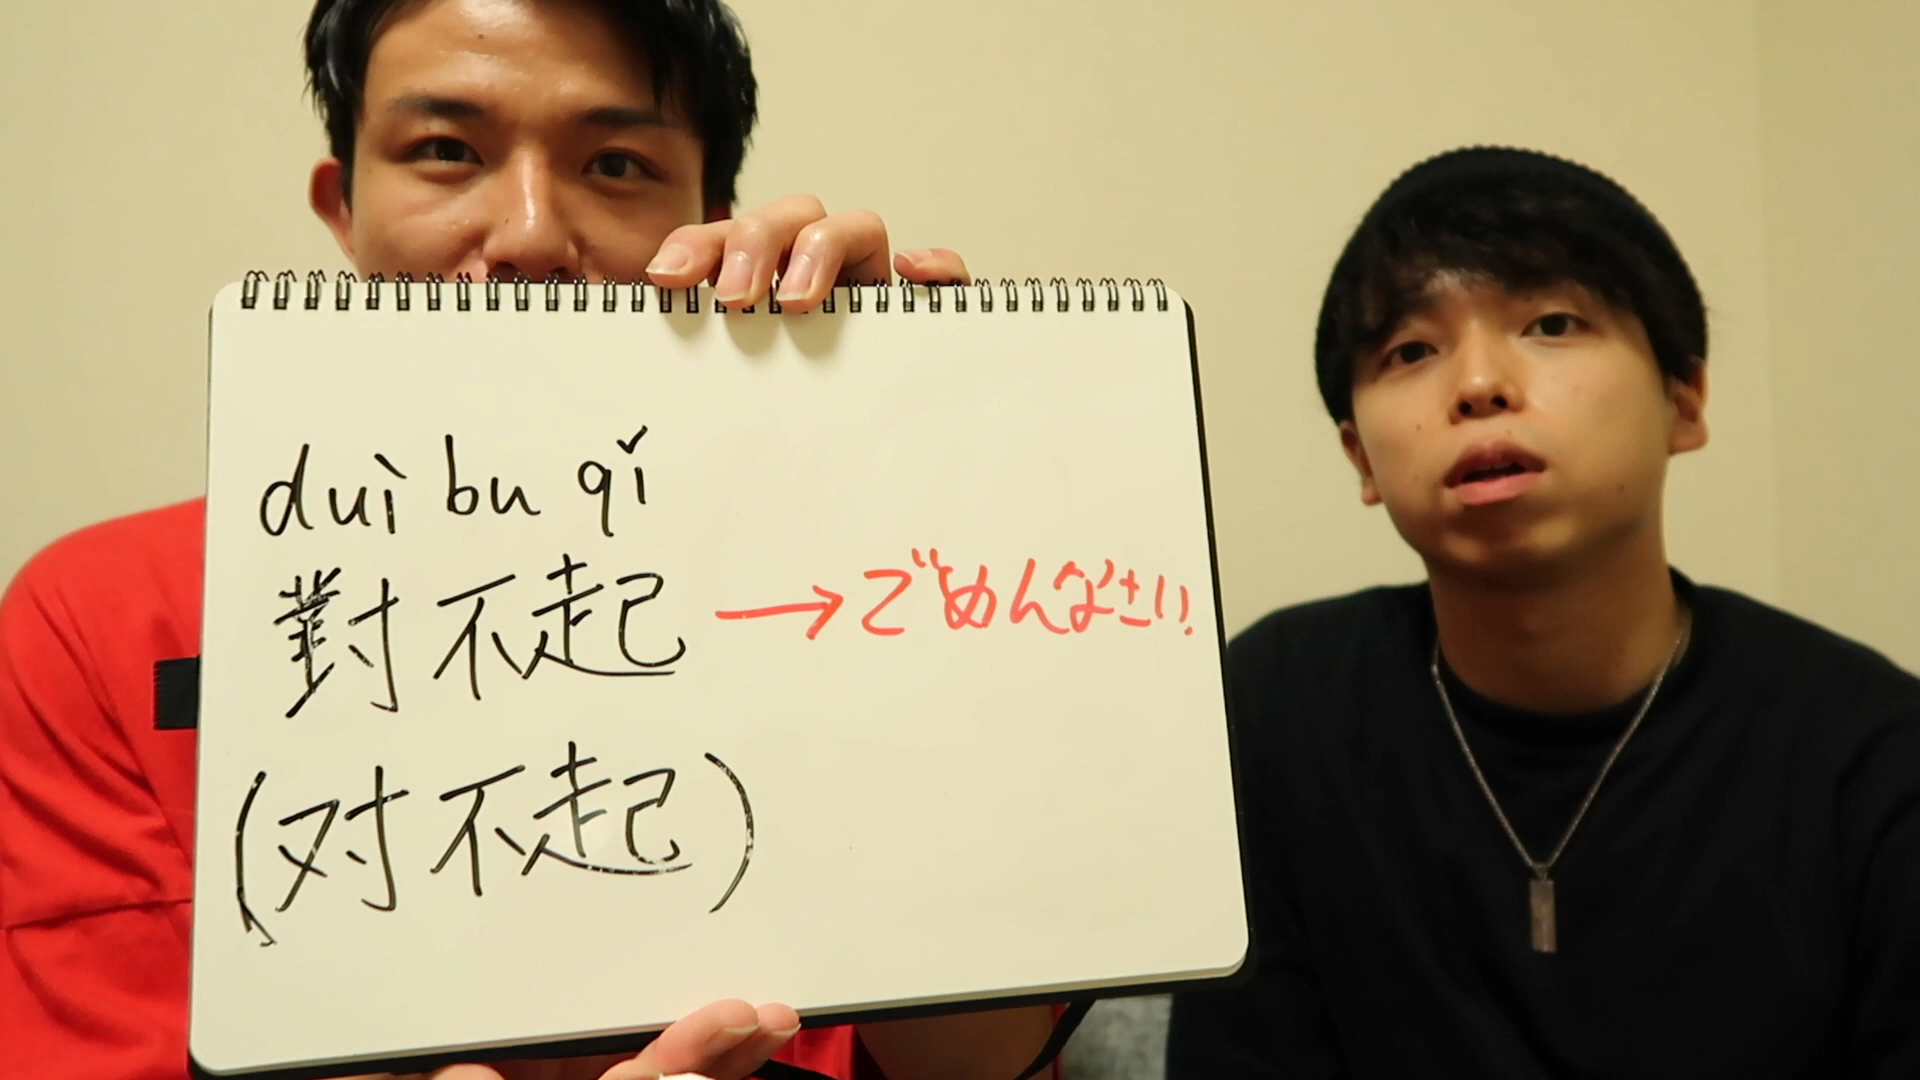 duì bu qǐ
對不起 → ごめんなさい
(对不起)